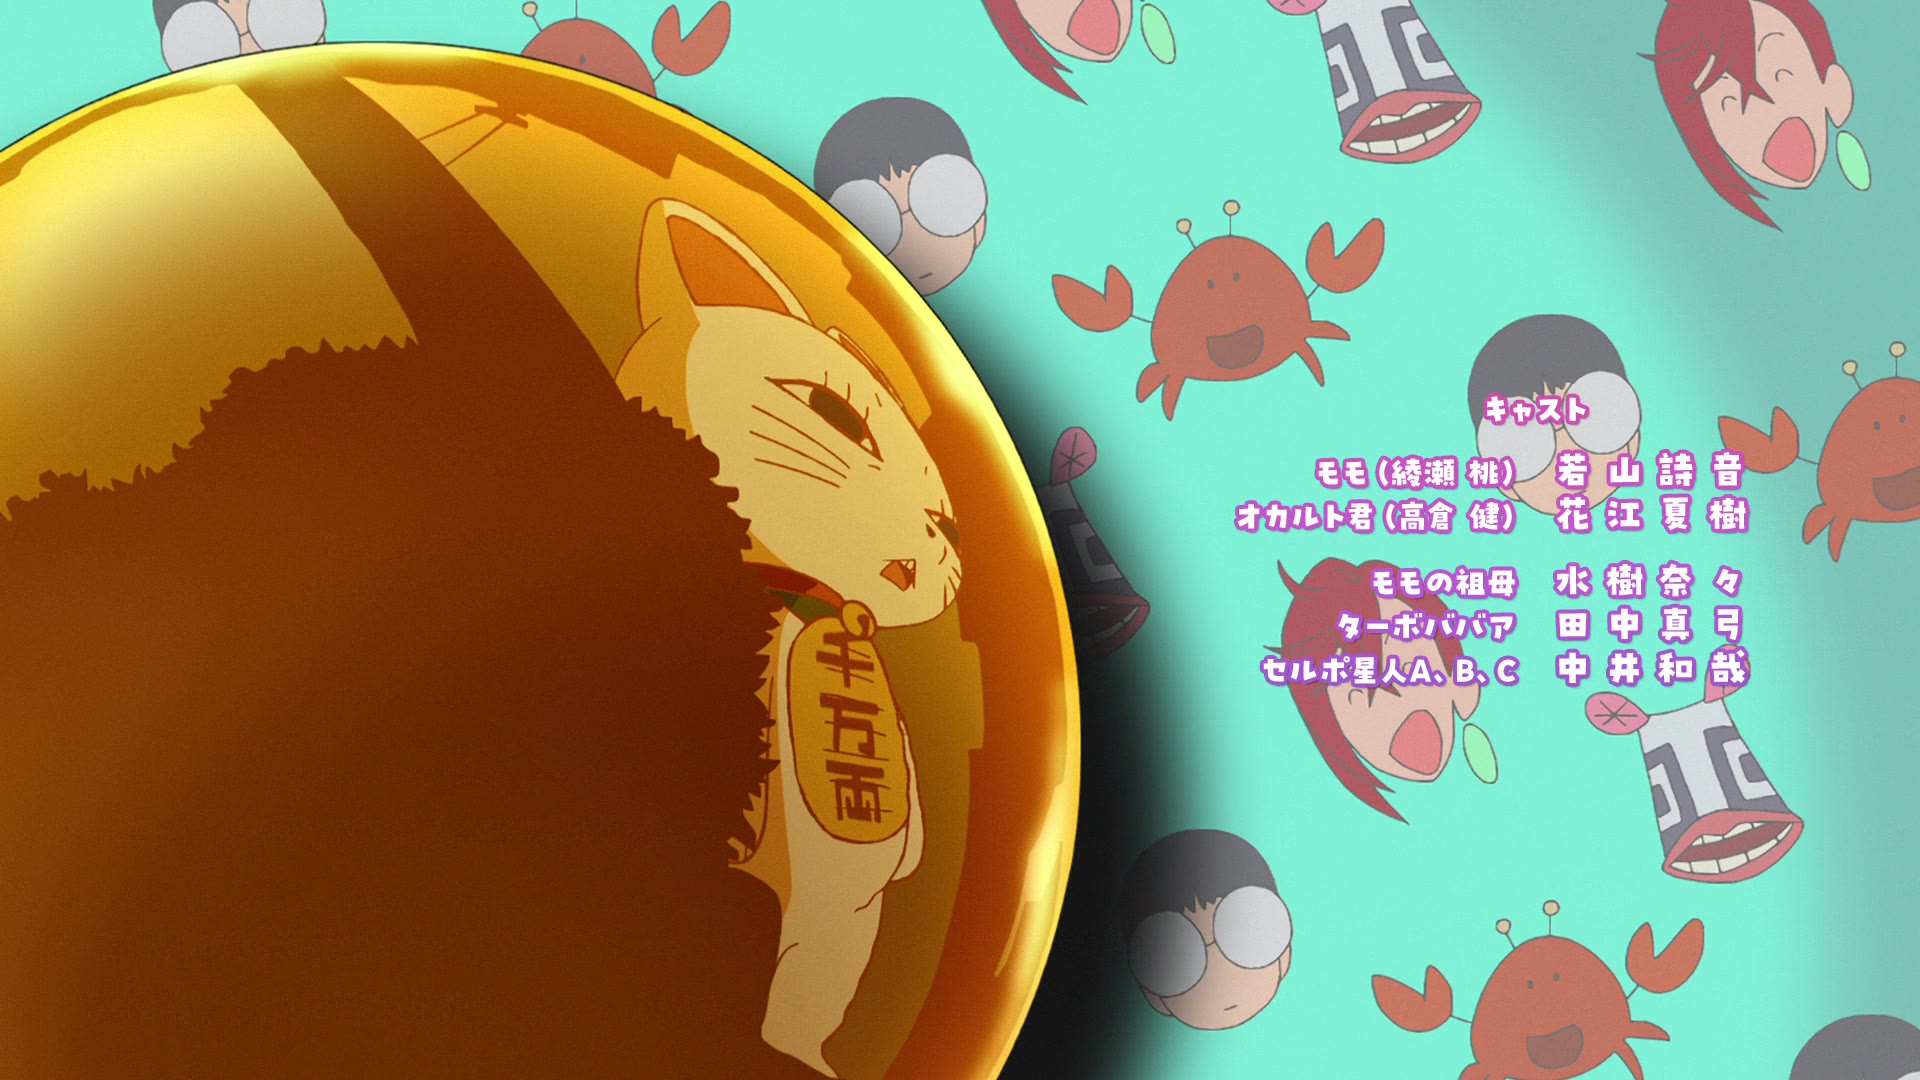 千万両
キャスト
モモ（綾瀬 桃） 若山詩音
オカルト君（高倉 健） 花江夏樹
モモの祖母 水樹奈々
ターボババア 田中真弓
セルポ星人A、B、C 中井和哉